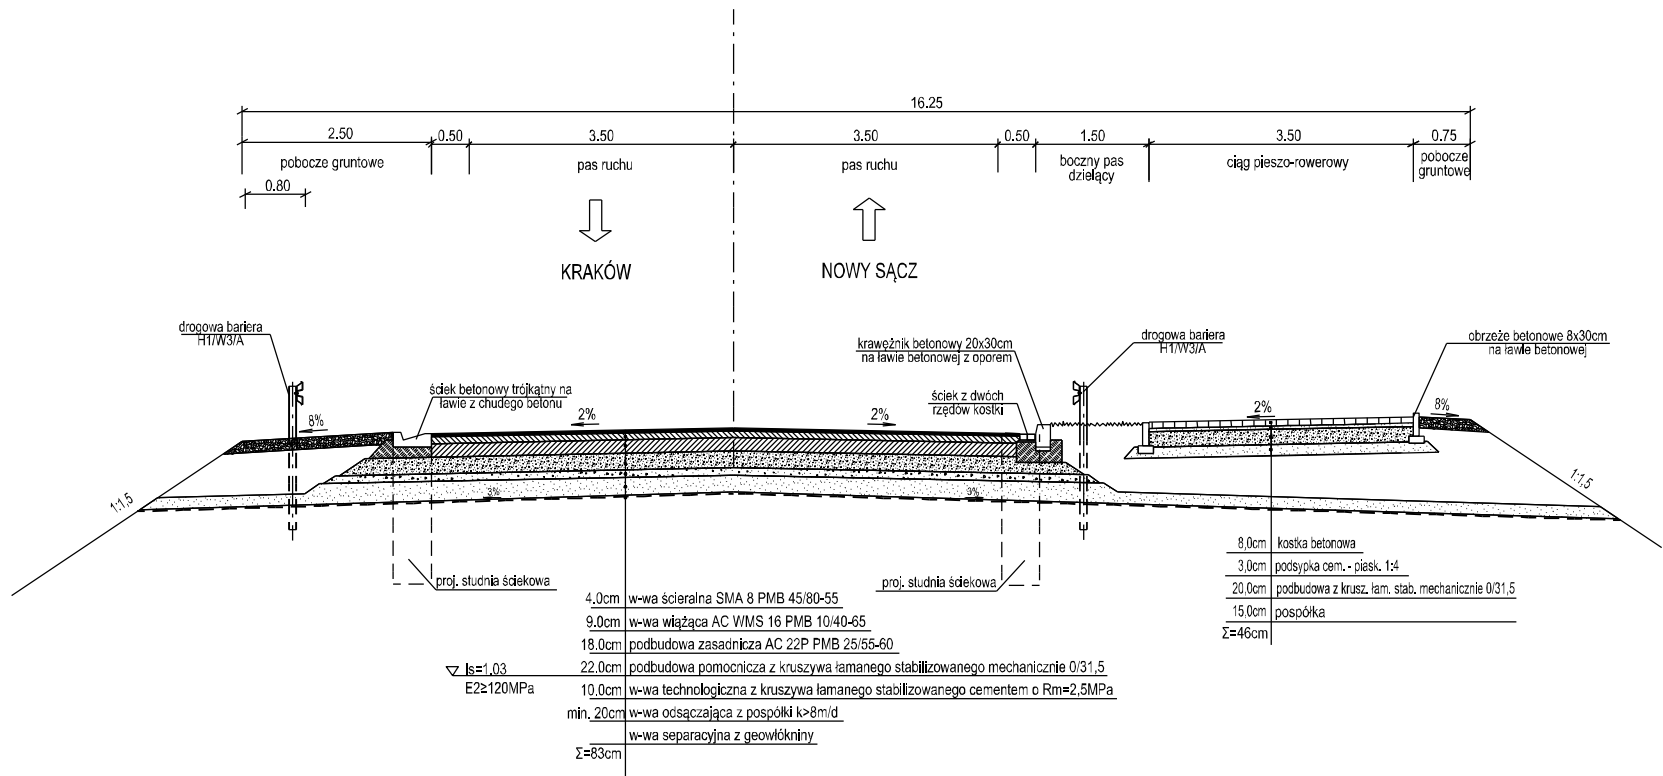 16.25
2.50
0.50
3.50
3.50
0.50
1.50
3.50
0.75
pobocze gruntowe
pas ruchu
pas ruchu
boczny pas
dzielący
ciąg pieszo-rowerowy
pobocze
gruntowe
0.80
KRAKÓW
NOWY SĄCZ
drogowa bariera
H1/W3/A
ściek betonowy trójkątny na
ławie z chudego betonu
krawężnik betonowy 20x30cm
na ławie betonowej z oporem
ściek z dwóch
rzędów kostki
drogowa bariera
H1/W3/A
obrzeże betonowe 8x30cm
na ławie betonowej
8%
2%
2%
2%
8%
1:1,5
3%
3%
1:1,5
proj. studnia ściekowa
proj. studnia ściekowa
4.0cm w-wa ścieralna SMA 8 PMB 45/80-55
9.0cm w-wa wiążąca AC WMS 16 PMB 10/40-65
18.0cm podbudowa zasadnicza AC 22P PMB 25/55-60
Is=1,03
22.0cm podbudowa pomocnicza z kruszywa łamanego stabilizowanego mechanicznie 0/31,5
E2≥120MPa
10,0cm w-wa technologiczna z kruszywa łamanego stabilizowanego cementem o Rm=2,5MPa
min. 20cm w-wa odsączająca z pospółki k>8m/d
w-wa separacyjna z geowłókniny
Σ=83cm
8,0cm kostka betonowa
3,0cm podsypka cem. - piask. 1:4
20,0cm podbudowa z krusz. łam. stab. mechanicznie 0/31,5
15,0cm pospółka
Σ=46cm